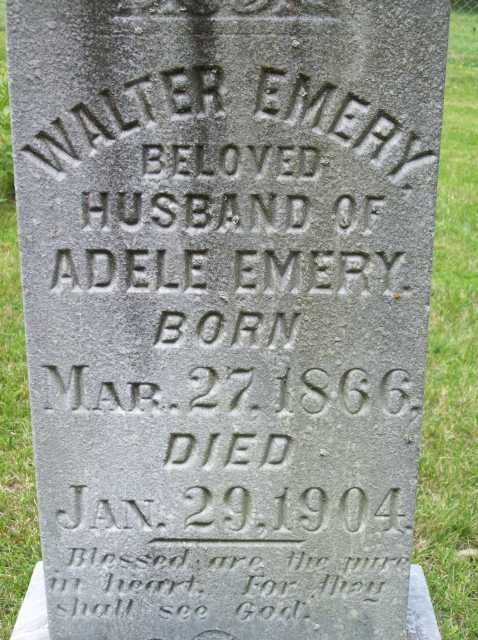 WALTER EMERY,
BELOVED
HUSBAND OF
ADELE EMERY.
BORN
MAR. 27. 1866,
DIED
JAN. 29, 1904.
Blessed are the pure
in heart. For they
shall see God.